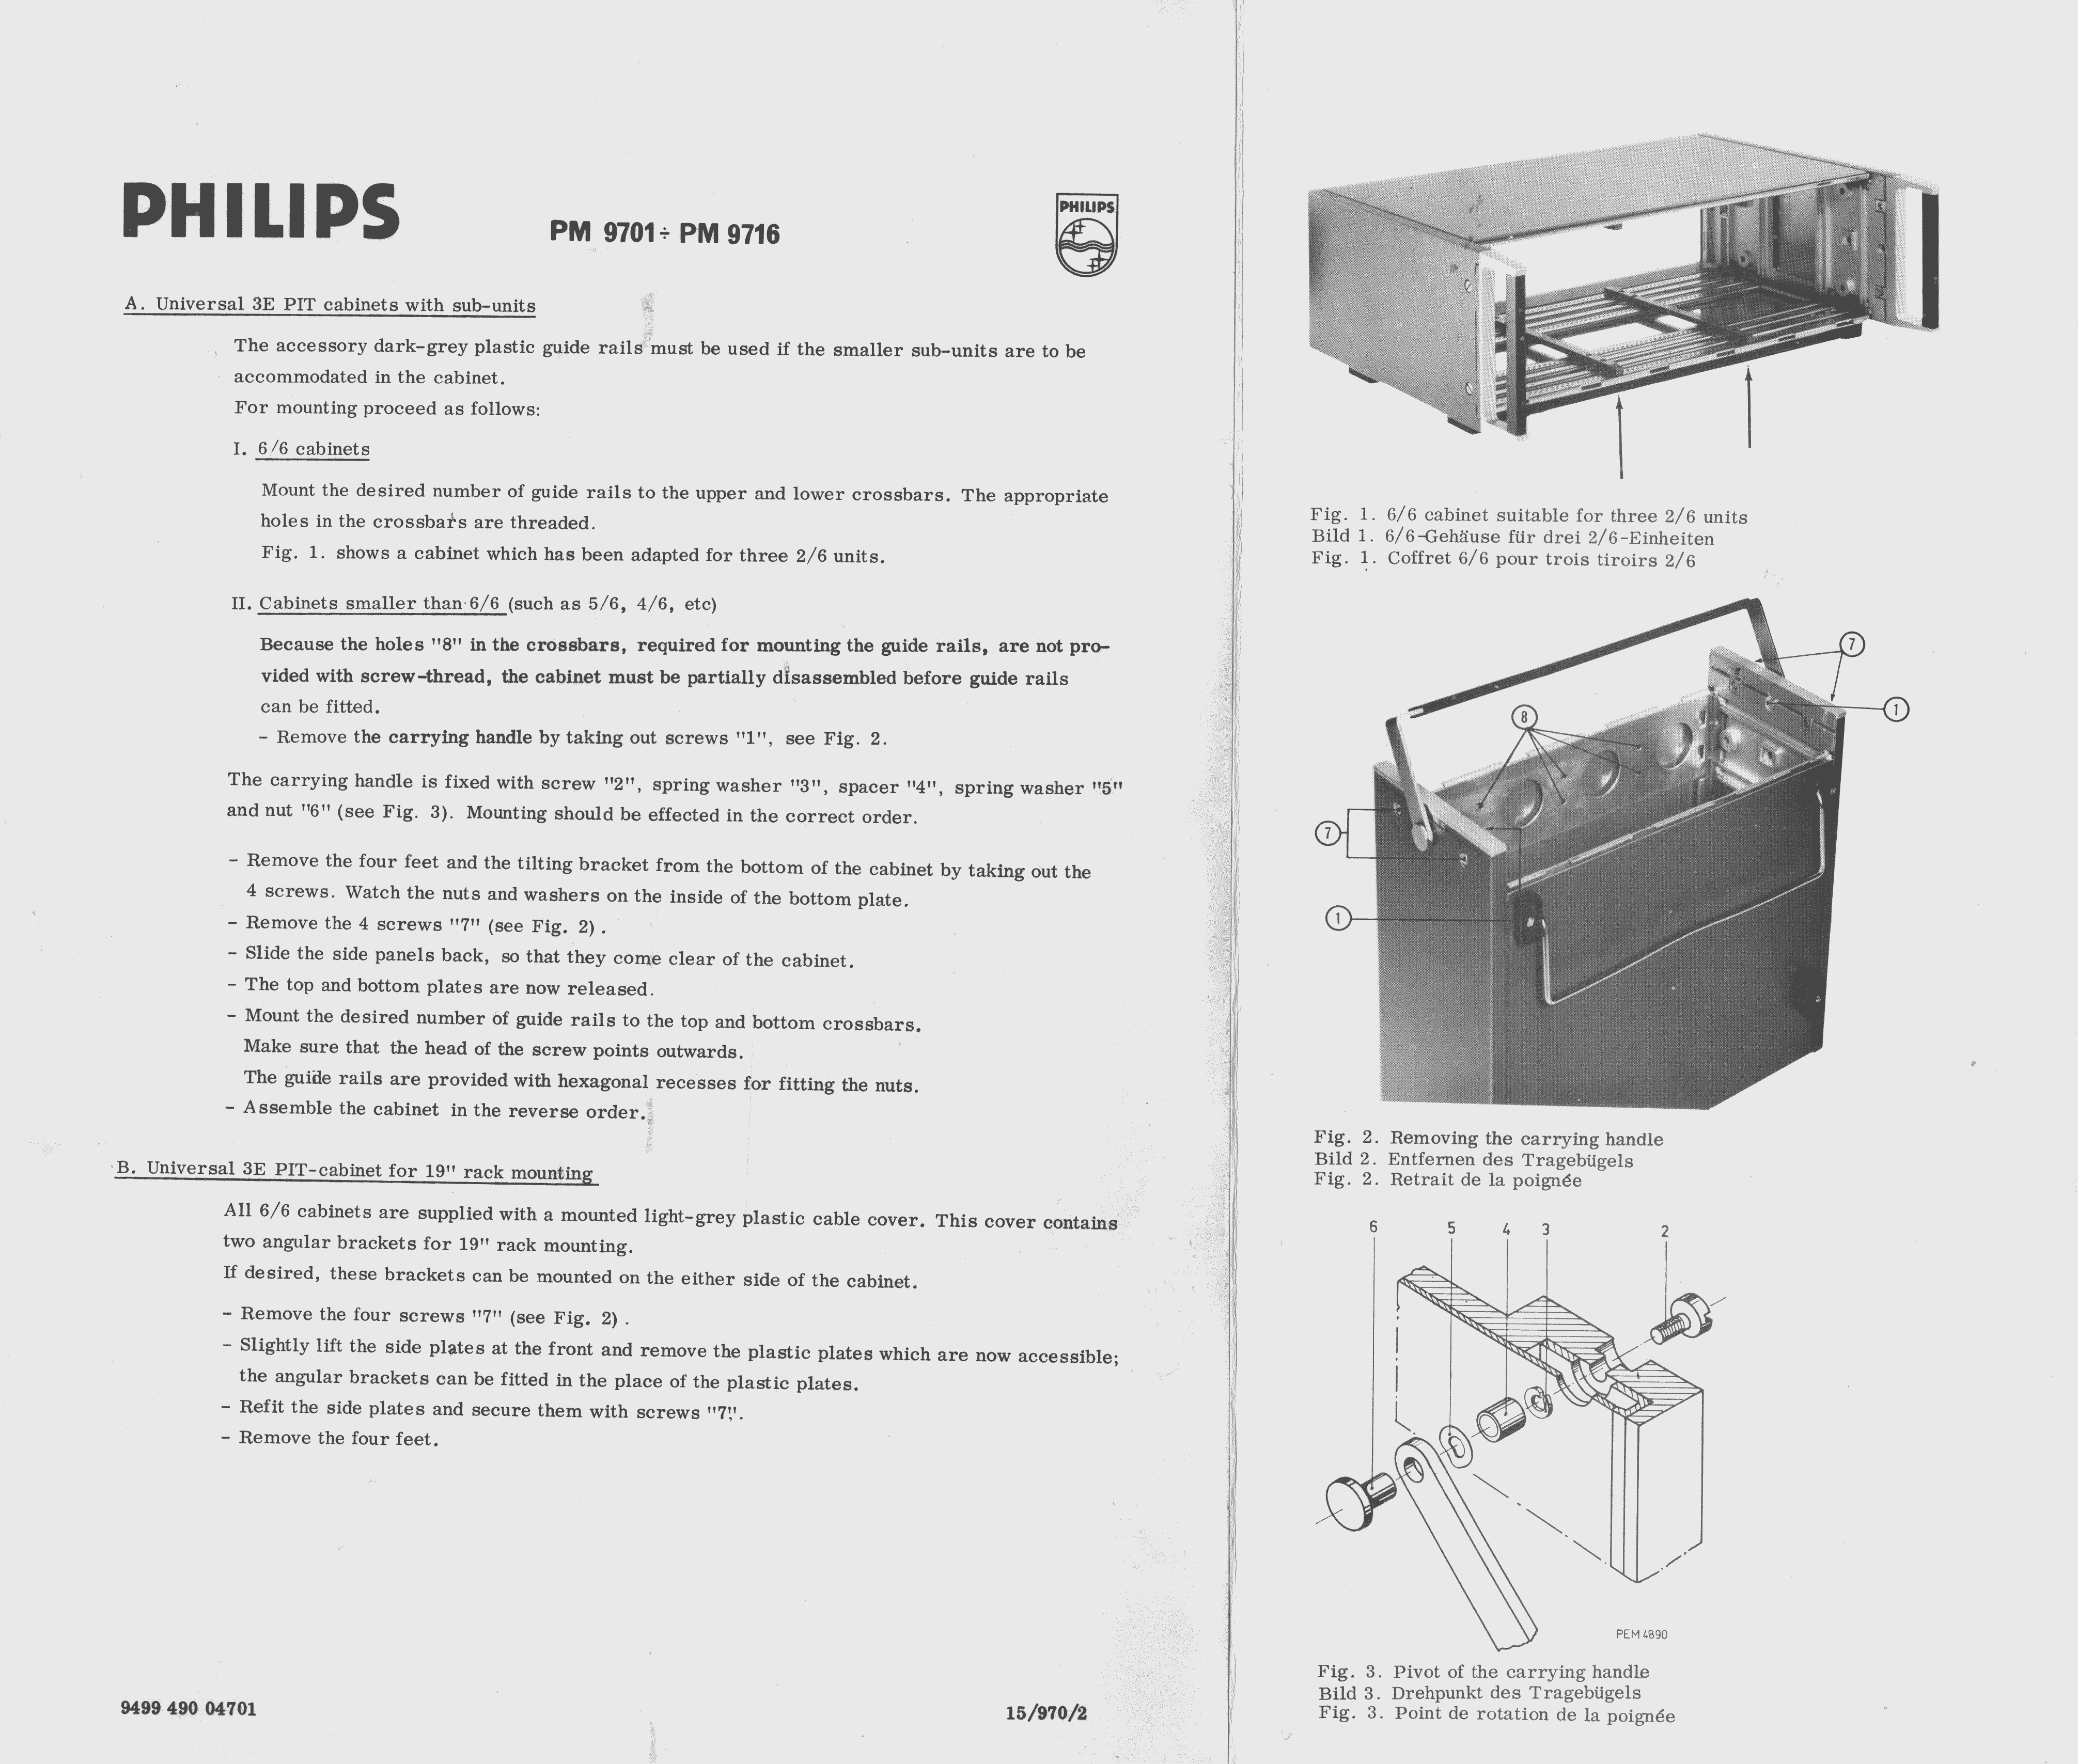 PHILIPS
PM 9701÷ PM 9716
PHILIPS
A. Universal 3E PIT cabinets with sub-units
The accessory dark-grey plastic guide rails must be used if the smaller sub-units are to be
accommodated in the cabinet.
For mounting proceed as follows:
I. 6/6 cabinets
Mount the desired number of guide rails to the upper and lower crossbars. The appropriate
holes in the crossbars are threaded.
Fig. 1. shows a cabinet which has been adapted for three 2/6 units.
II. Cabinets smaller than 6/6 (such as 5/6, 4/6, etc)
Because the holes "8" in the crossbars, required for mounting the guide rails, are not pro-
vided with screw-thread, the cabinet must be partially disassembled before guide rails
can be fitted.
- Remove the carrying handle by taking out screws "1", see Fig. 2.
The carrying handle is fixed with screw "2", spring washer "3", spacer "4", spring washer "5"
and nut "6" (see Fig. 3). Mounting should be effected in the correct order.
- Remove the four feet and the tilting bracket from the bottom of the cabinet by taking out the
4 screws. Watch the nuts and washers on the inside of the bottom plate.
- Remove the 4 screws "7" (see Fig. 2) .
- Slide the side panels back, so that they come clear of the cabinet.
- The top and bottom plates are now released.
- Mount the desired number of guide rails to the top and bottom crossbars.
Make sure that the head of the screw points outwards.
The guide rails are provided with hexagonal recesses for fitting the nuts.
- Assemble the cabinet in the reverse order.
B. Universal 3E PIT-cabinet for 19" rack mounting
All 6/6 cabinets are supplied with a mounted light-grey plastic cable cover. This cover contains
two angular brackets for 19" rack mounting.
If desired, these brackets can be mounted on the either side of the cabinet.
- Remove the four screws "7" (see Fig. 2) .
- Slightly lift the side plates at the front and remove the plastic plates which are now accessible;
the angular brackets can be fitted in the place of the plastic plates.
- Refit the side plates and secure them with screws "7".
- Remove the four feet.
9499 490 04701
15/970/2
Fig. 1. 6/6 cabinet suitable for three 2/6 units
Bild 1. 6/6-Gehäuse für drei 2/6-Einheiten
Fig. 1. Coffret 6/6 pour trois tiroirs 2/6
7
1
8
7
1
Fig. 2. Removing the carrying handle
Bild 2. Entfernen des Tragebügels
Fig. 2. Retrait de la poignée
6 5 4 3 2
PEM 4890
Fig. 3. Pivot of the carrying handle
Bild 3. Drehpunkt des Tragebügels
Fig. 3. Point de rotation de la poignée